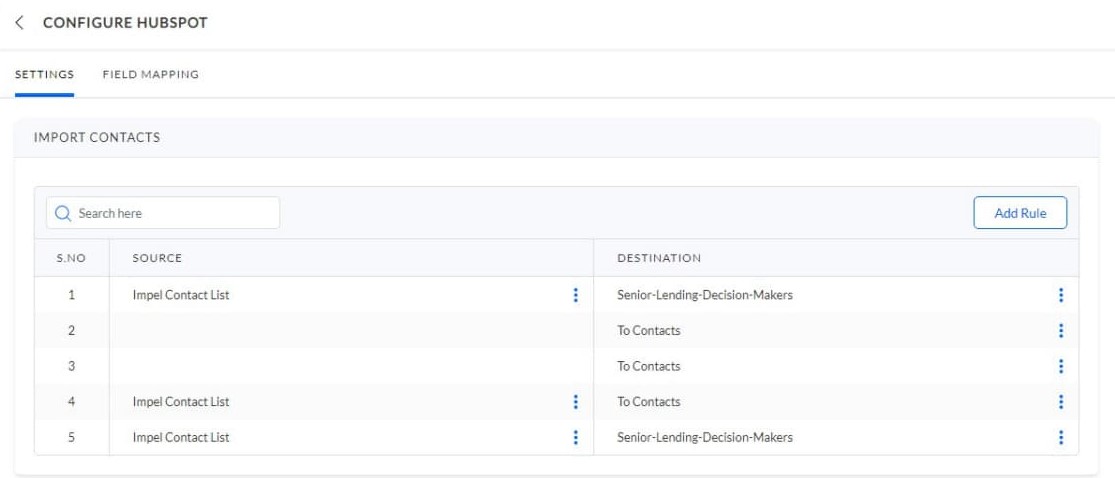 CONFIGURE HUBSPOT
SETTINGS FIELD MAPPING
IMPORT CONTACTS
Search here Add Rule
S.NO SOURCE DESTINATION
1 Impel Contact List Senior-Lending-Decision-Makers
2 To Contacts
3 To Contacts
4 Impel Contact List To Contacts
5 Impel Contact List Senior-Lending-Decision-Makers